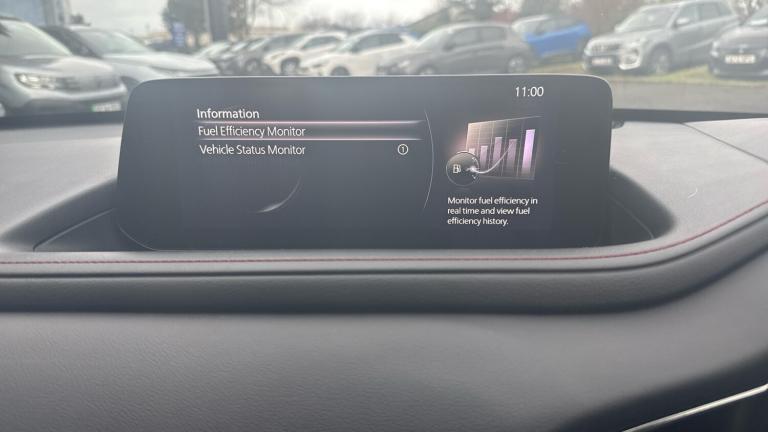 11:00
Information
Fuel Efficiency Monitor
Vehicle Status Monitor 1
Monitor fuel efficiency in
real time and view fuel
efficiency history.